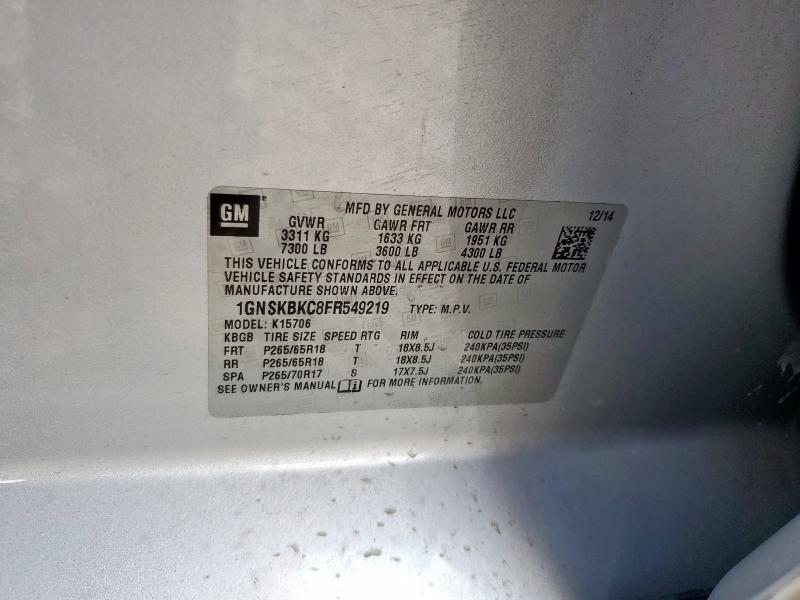 GM
MFD BY GENERAL MOTORS LLC 12/14
GVWR GAWR FRT GAWR RR
3311 KG 1633 KG 1951 KG
7300 LB 3600 LB 4300 LB
THIS VEHICLE CONFORMS TO ALL APPLICABLE U.S. FEDERAL MOTOR
VEHICLE SAFETY STANDARDS IN EFFECT ON THE DATE OF
MANUFACTURE SHOWN ABOVE.
1GNSKBKC8FR549219 TYPE: M.P.V.
MODEL: K15706
KBGB TIRE SIZE SPEED RTG RIM COLD TIRE PRESSURE
FRT P265/65R18 T 18X8.5J 240KPA(35PSI)
RR P265/65R18 T 18X8.5J 240KPA(35PSI)
SPA P265/70R17 S 17X7.5J 240KPA(35PSI)
SEE OWNER'S MANUAL FOR MORE INFORMATION.